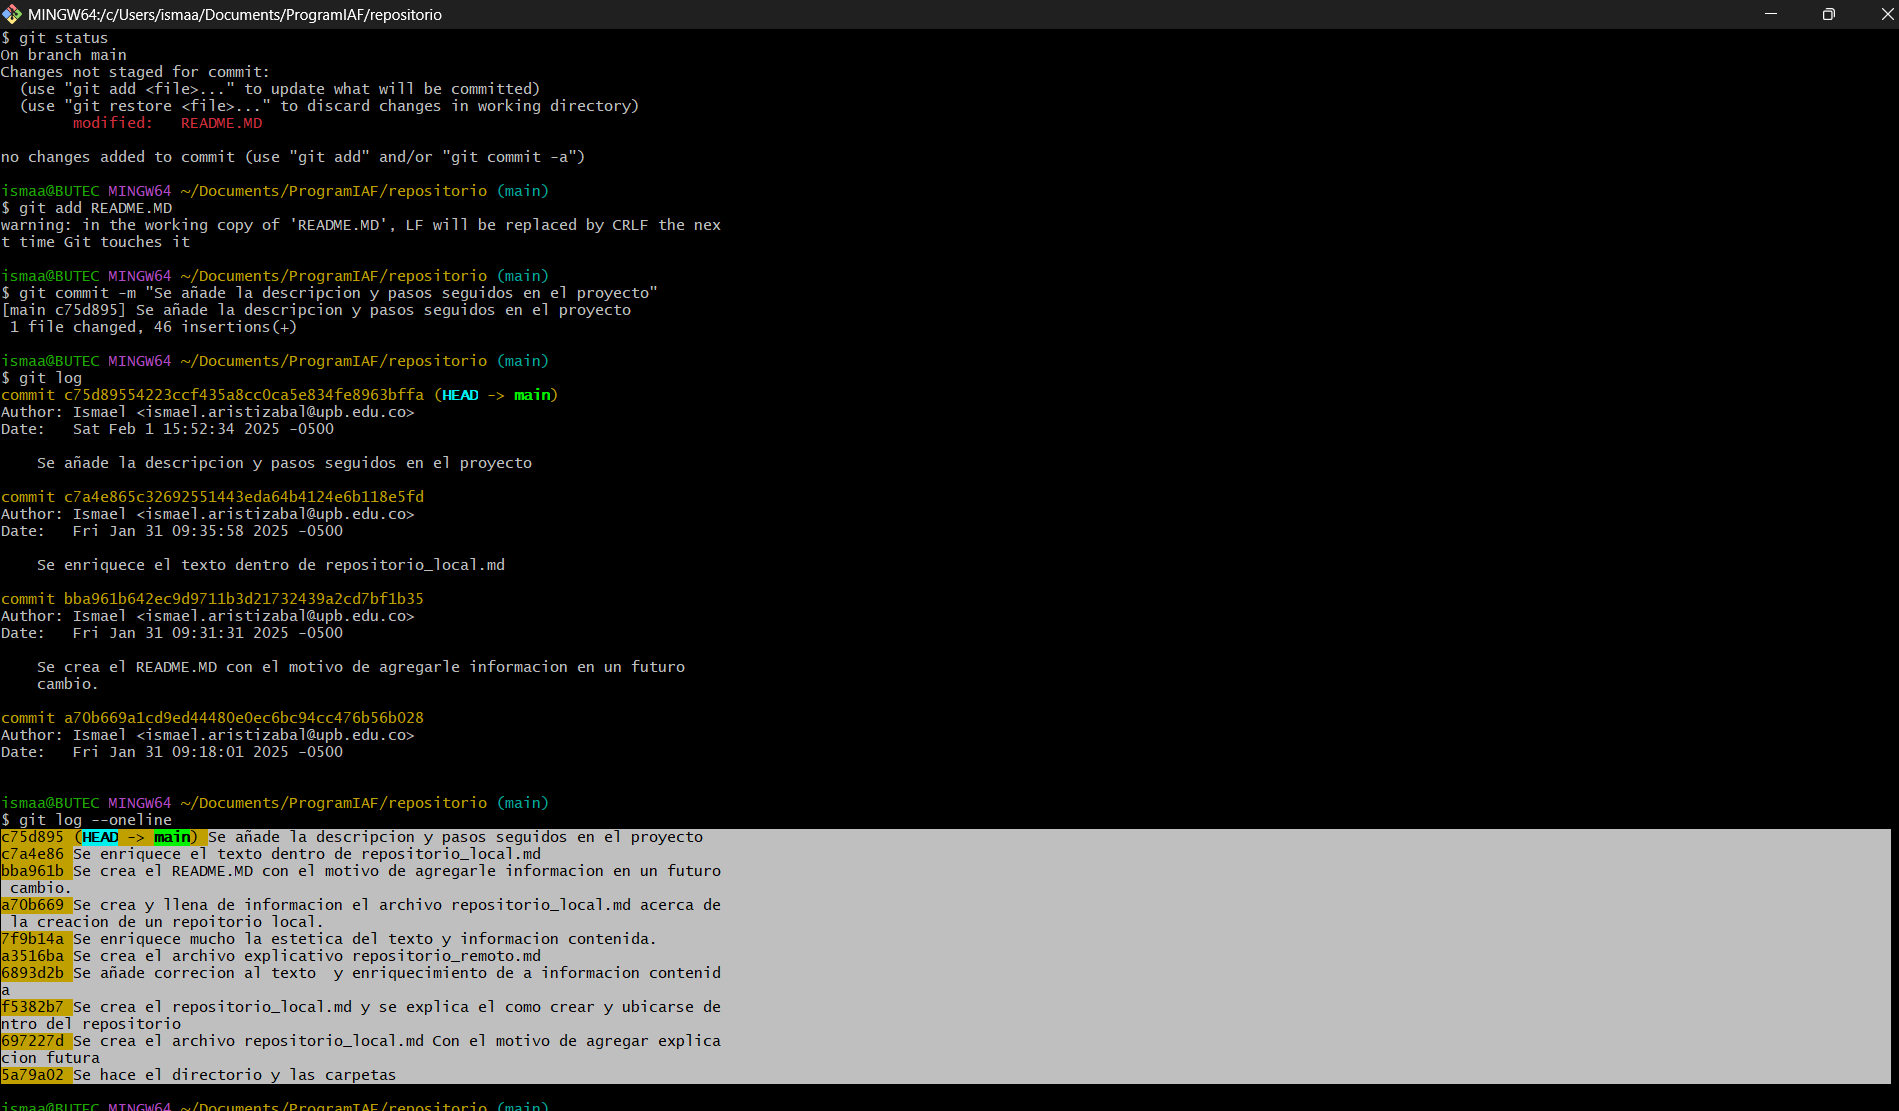 MINGW64:/c/Users/ismaa/Documents/ProgramIAF/repositorio
$ git status
On branch main
Changes not staged for commit:
  (use "git add <file>..." to update what will be committed)
  (use "git restore <file>..." to discard changes in working directory)
        modified:   README.MD

no changes added to commit (use "git add" and/or "git commit -a")

ismaa@BUTEC MINGW64 ~/Documents/ProgramIAF/repositorio (main)
$ git add README.MD
warning: in the working copy of 'README.MD', LF will be replaced by CRLF the nex
t time Git touches it

ismaa@BUTEC MINGW64 ~/Documents/ProgramIAF/repositorio (main)
$ git commit -m "Se añade la descripcion y pasos seguidos en el proyecto"
[main c75d895] Se añade la descripcion y pasos seguidos en el proyecto
 1 file changed, 46 insertions(+)

ismaa@BUTEC MINGW64 ~/Documents/ProgramIAF/repositorio (main)
$ git log
commit c75d89554223ccf435a8cc0ca5e834fe8963bffa (HEAD -> main)
Author: Ismael <ismael.aristizabal@upb.edu.co>
Date:   Sat Feb 1 15:52:34 2025 -0500

    Se añade la descripcion y pasos seguidos en el proyecto

commit c7a4e865c32692551443eda64b4124e6b118e5fd
Author: Ismael <ismael.aristizabal@upb.edu.co>
Date:   Fri Jan 31 09:35:58 2025 -0500

    Se enriquece el texto dentro de repositorio_local.md

commit bba961b642ec9d9711b3d21732439a2cd7bf1b35
Author: Ismael <ismael.aristizabal@upb.edu.co>
Date:   Fri Jan 31 09:31:31 2025 -0500

    Se crea el README.MD con el motivo de agregarle informacion en un futuro
    cambio.

commit a70b669a1cd9ed44480e0ec6bc94cc476b56b028
Author: Ismael <ismael.aristizabal@upb.edu.co>
Date:   Fri Jan 31 09:18:01 2025 -0500

ismaa@BUTEC MINGW64 ~/Documents/ProgramIAF/repositorio (main)
$ git log --oneline
c75d895 (HEAD -> main) Se añade la descripcion y pasos seguidos en el proyecto
c7a4e86 Se enriquece el texto dentro de repositorio_local.md
bba961b Se crea el README.MD con el motivo de agregarle informacion en un futuro
 cambio.
a70b669 Se crea y llena de informacion el archivo repositorio_local.md acerca de
 la creacion de un repoitorio local.
7f9b14a Se enriquece mucho la estetica del texto y informacion contenida.
a3516ba Se crea el archivo explicativo repositorio_remoto.md
6893d2b Se añade correcion al texto  y enriquecimiento de a informacion contenid
a
f5382b7 Se crea el repositorio_local.md y se explica el como crear y ubicarse de
ntro del repositorio
697227d Se crea el archivo repositorio_local.md Con el motivo de agregar explica
cion futura
5a79a02 Se hace el directorio y las carpetas

ismaa@BUTEC MINGW64 ~/Documents/ProgramIAF/repositorio (main)